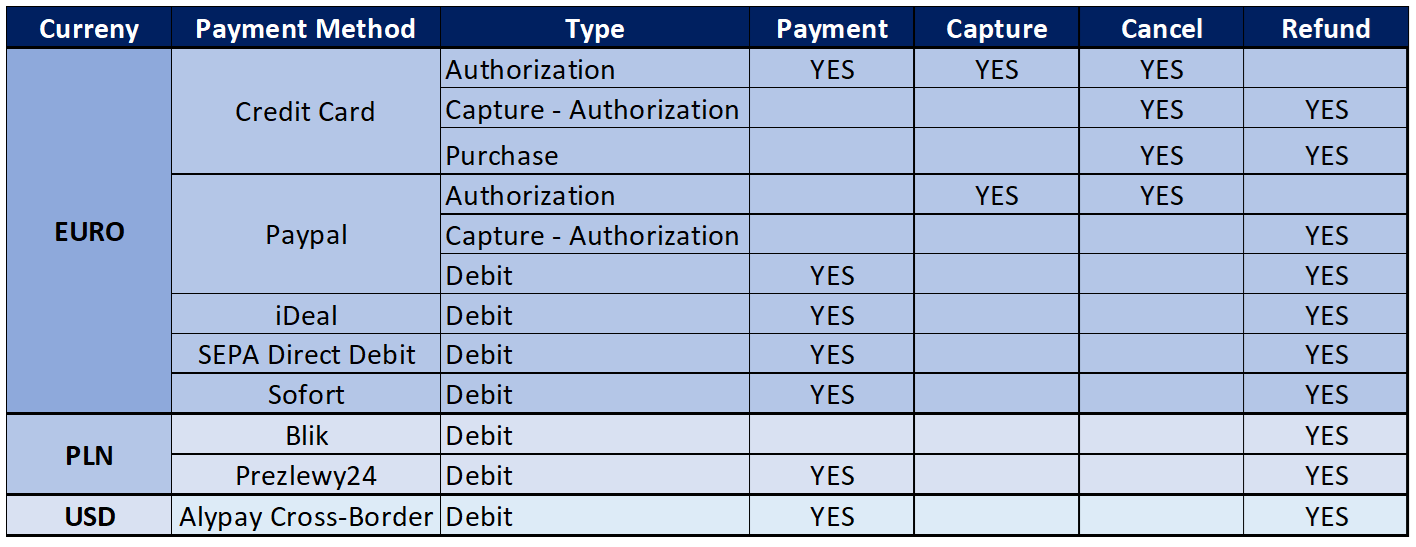 Curreny Payment Method Type Payment Capture Cancel Refund
EURO
Credit Card
Authorization YES YES YES
Capture - Authorization YES YES
Purchase YES YES
Paypal
Authorization YES YES
Capture - Authorization YES
Debit YES YES
iDeal Debit YES YES
SEPA Direct Debit Debit YES YES
Sofort Debit YES YES
PLN
Blik Debit YES
Prezlewy24 Debit YES YES
USD Alypay Cross-Border Debit YES YES